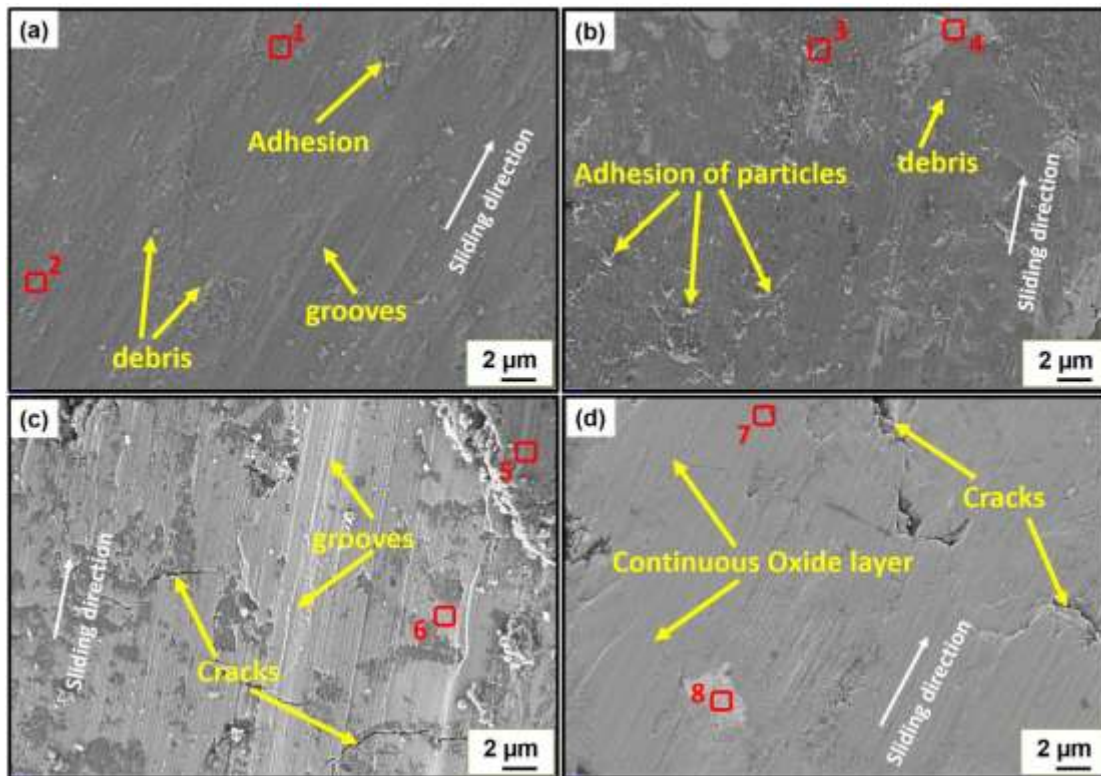 (a)
1
Adhesion
Sliding direction
2
grooves
debris
2 µm
(b)
3
4
debris
Adhesion of particles
Sliding direction
2 µm
(c)
5
grooves
Sliding direction
6
Cracks
2 µm
(d)
7
Cracks
Continuous Oxide layer
Sliding direction
8
2 µm